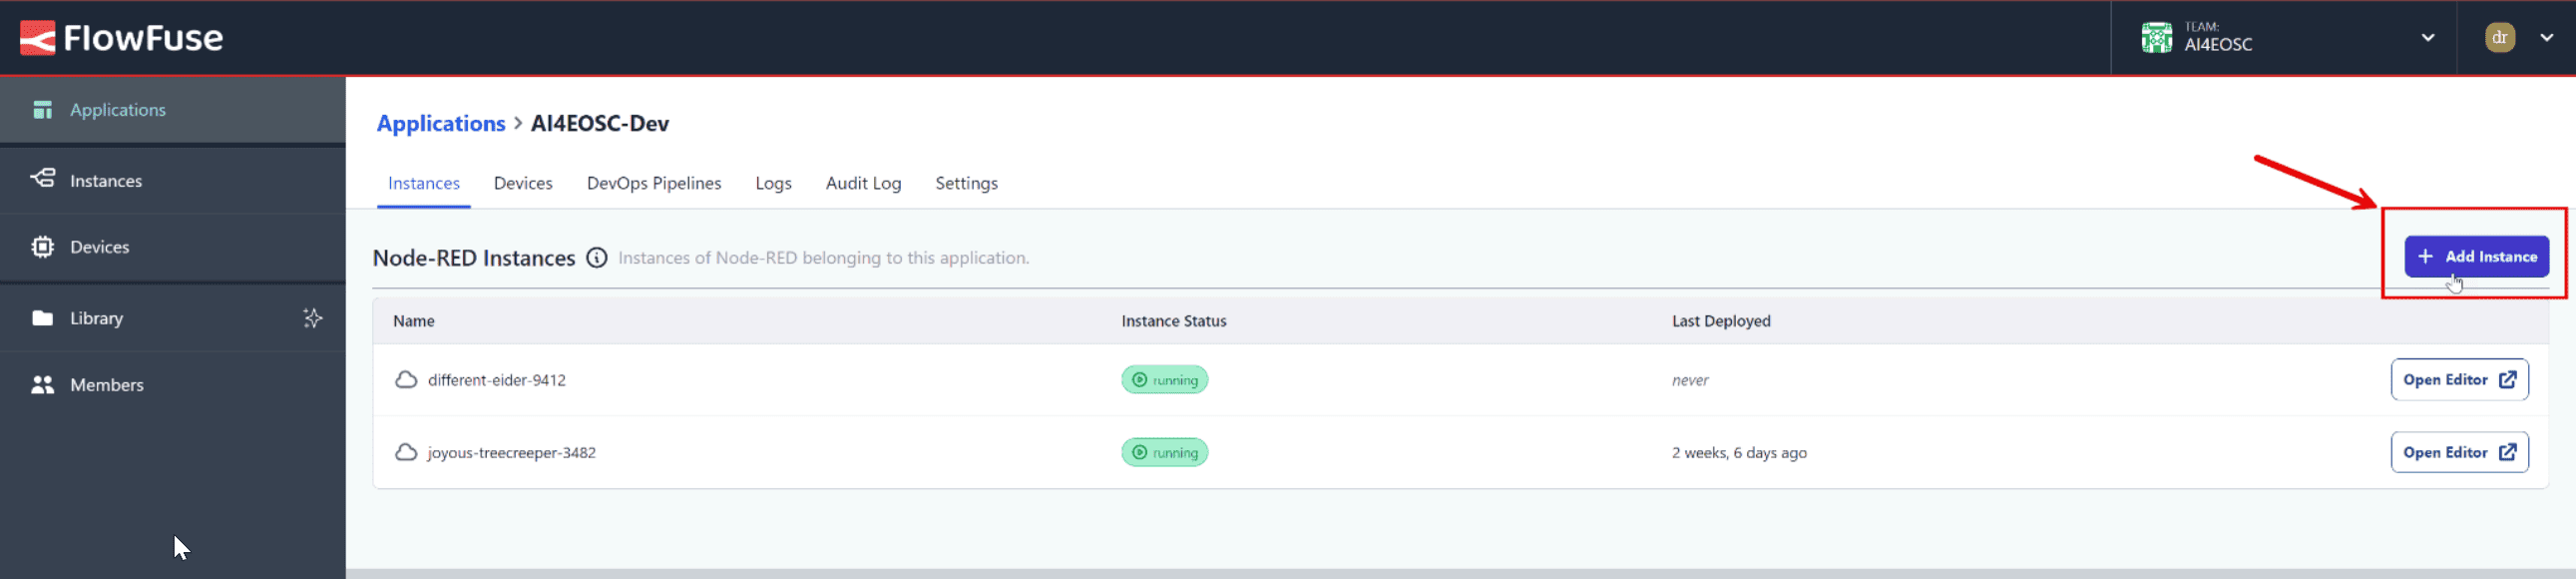 FlowFuse
TEAM:
AI4EOSC
dr
Applications
Instances
Devices
Library
Members
Applications > AI4EOSC-Dev
Instances Devices DevOps Pipelines Logs Audit Log Settings
Node-RED Instances Instances of Node-RED belonging to this application.
+ Add Instance
Name Instance Status Last Deployed
different-eider-9412 running never Open Editor
joyous-treecreeper-3482 running 2 weeks, 6 days ago Open Editor